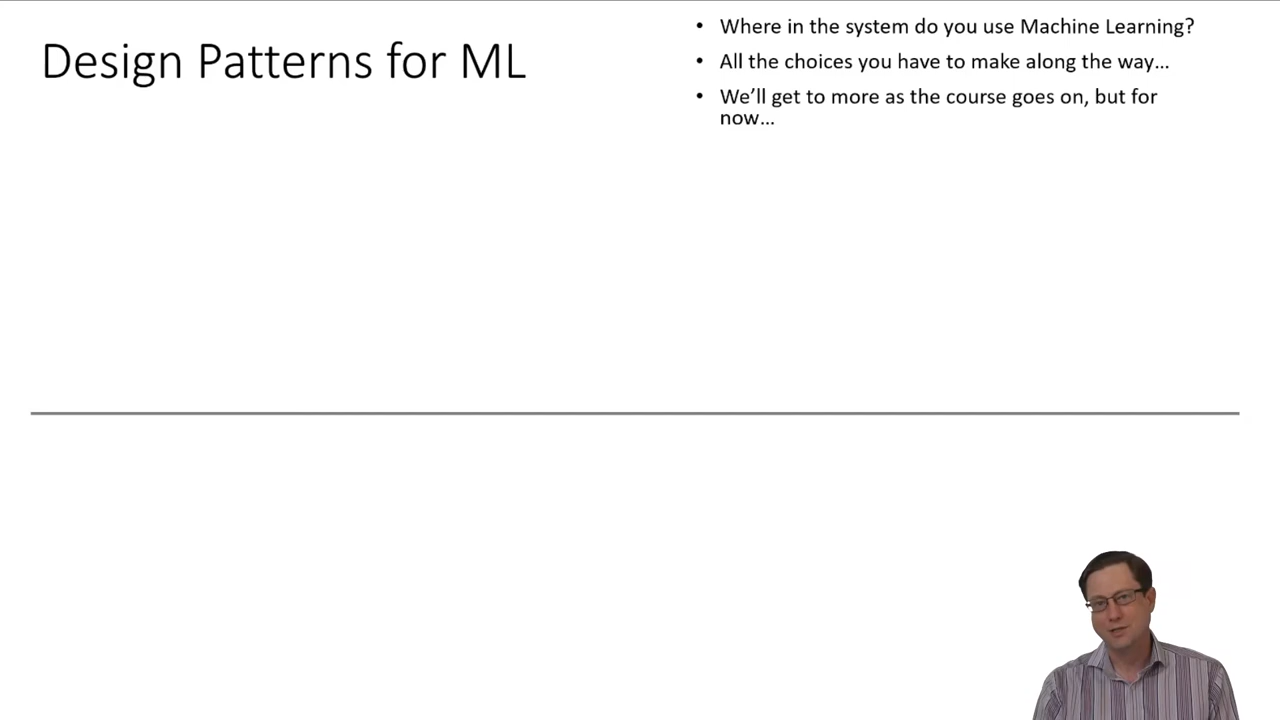 Design Patterns for ML
• Where in the system do you use Machine Learning?
• All the choices you have to make along the way…
• We’ll get to more as the course goes on, but for
now…